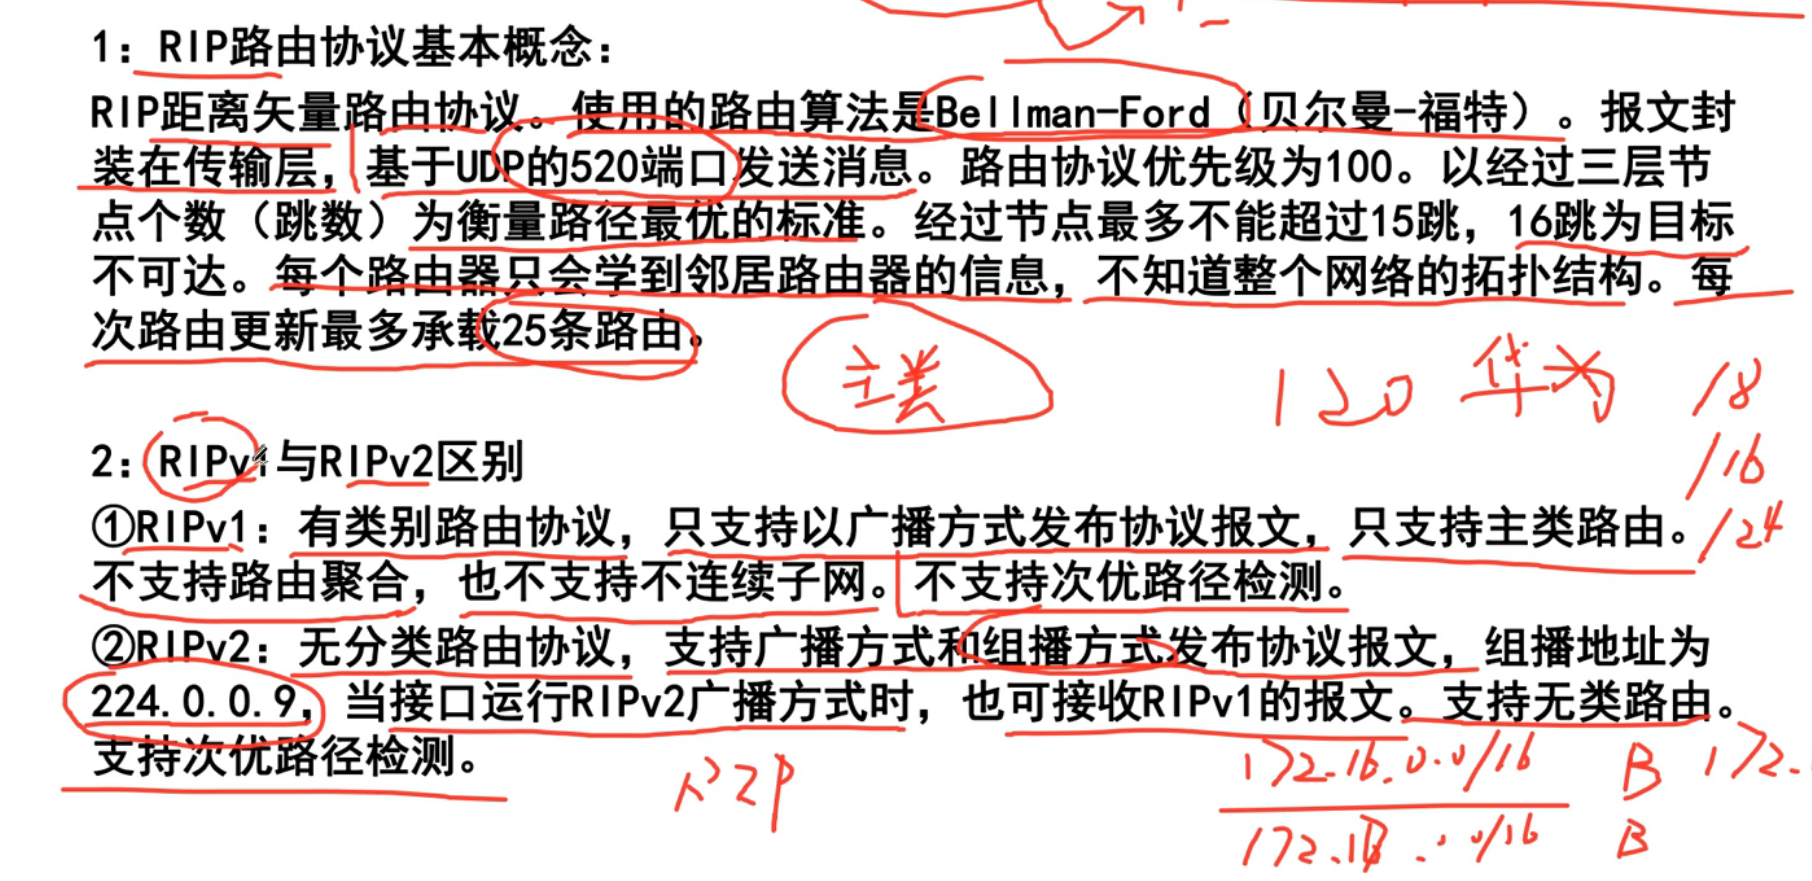 1：RIP路由协议基本概念：
RIP距离矢量路由协议。使用的路由算法是Bellman-Ford（贝尔曼-福特）。报文封
装在传输层，基于UDP的520端口发送消息。路由协议优先级为100。以经过三层节
点个数（跳数）为衡量路径最优的标准。经过节点最多不能超过15跳，16跳为目标
不可达。每个路由器只会学到邻居路由器的信息，不知道整个网络的拓扑结构。每
次路由更新最多承载25条路由。
主类
120 华为 /8
/16
2：RIPv1与RIPv2区别
①RIPv1：有类别路由协议，只支持以广播方式发布协议报文，只支持主类路由。
/24
不支持路由聚合，也不支持不连续子网。不支持次优路径检测。
②RIPv2：无分类路由协议，支持广播方式和组播方式发布协议报文，组播地址为
224.0.0.9，当接口运行RIPv2广播方式时，也可接收RIPv1的报文。支持无类路由。
支持次优路径检测。
172.16.0.0/16 B 172.
B